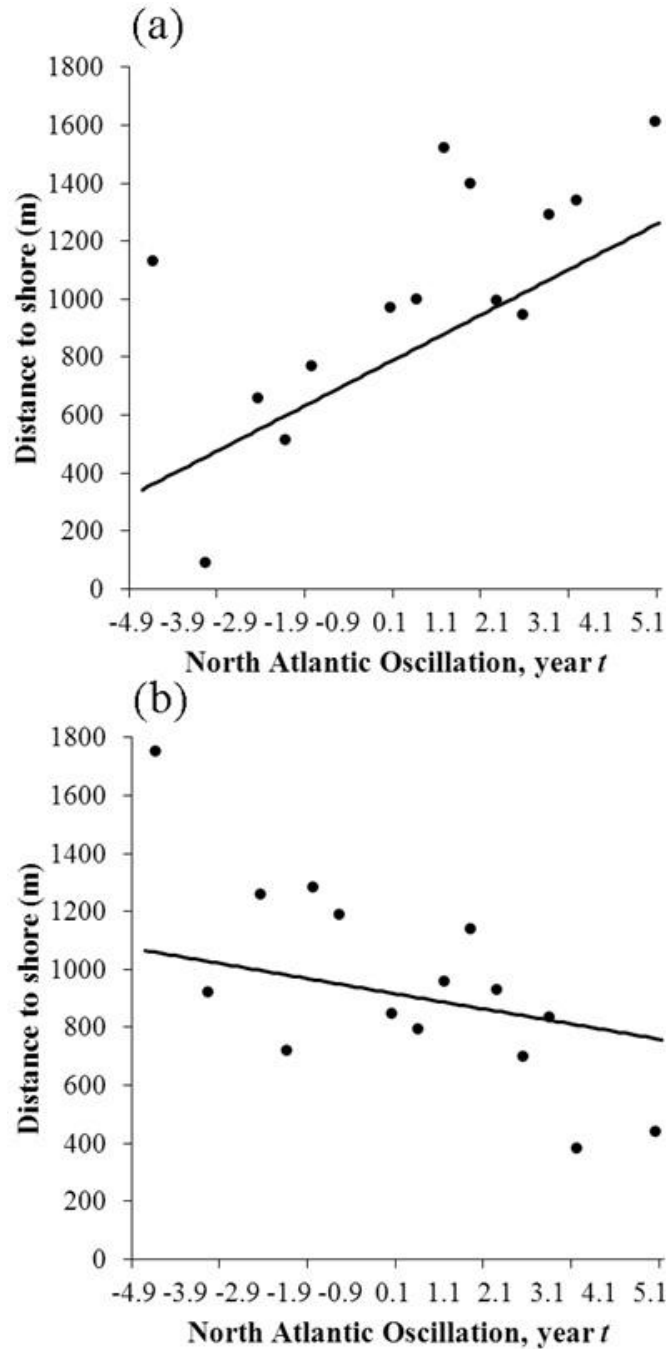 (a)
1800
1600
1400
1200
1000
800
600
400
200
0
Distance to shore (m)
-4.9 -3.9 -2.9 -1.9 -0.9 0.1 1.1 2.1 3.1 4.1 5.1
North Atlantic Oscillation, year t
(b)
1800
1600
1400
1200
1000
800
600
400
200
0
Distance to shore (m)
-4.9 -3.9 -2.9 -1.9 -0.9 0.1 1.1 2.1 3.1 4.1 5.1
North Atlantic Oscillation, year t